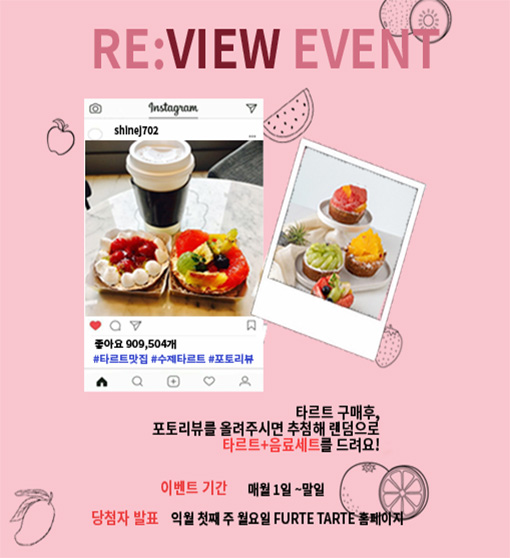 RE:VIEW EVENT
Instagram
shinej702
좋아요 909,504개
#타르트맛집 #수제타르트 #포토리뷰
타르트 구매후,
포토리뷰를 올려주시면 추첨해 랜덤으로
타르트+음료세트를 드려요!
이벤트 기간 매월 1일 ~말일
당첨자 발표 익월 첫째 주 월요일 FURTE TARTE 홈페이지